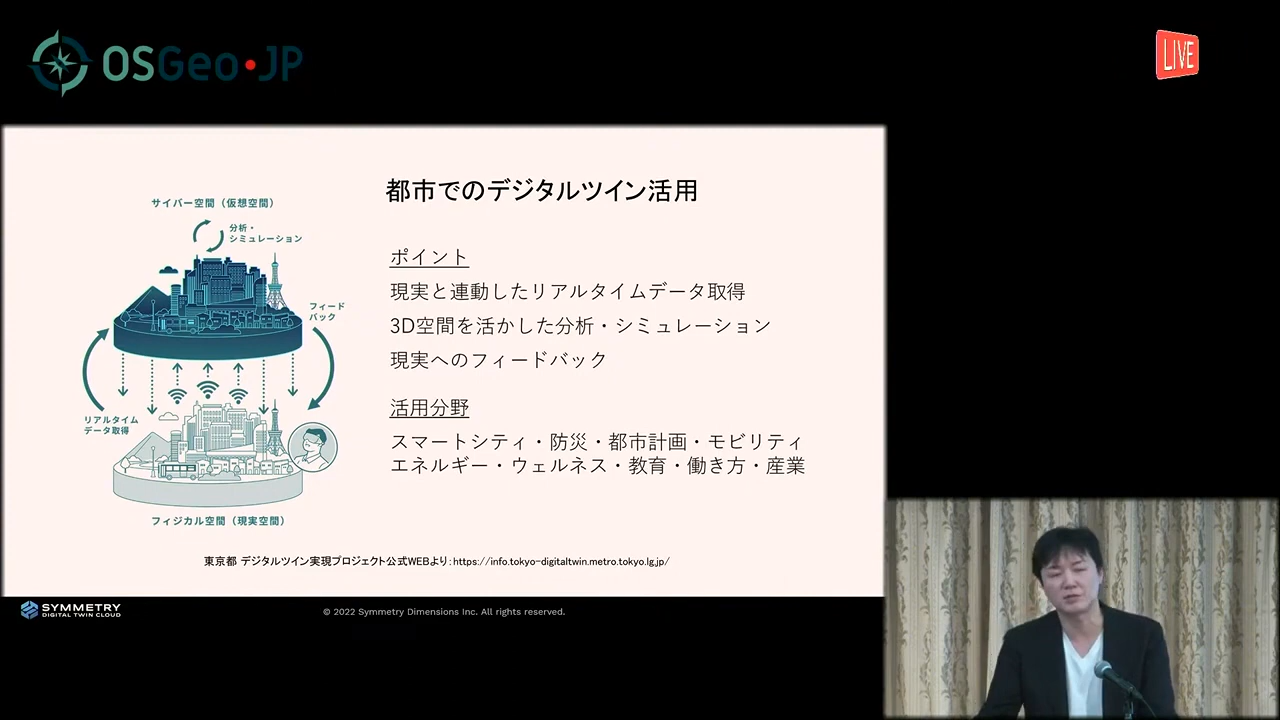 OSGeo・JP
LIVE
都市でのデジタルツイン活用
サイバー空間（仮想空間）
分析・
シミュレーション
フィード
バック
リアルタイム
データ取得
フィジカル空間（現実空間）
ポイント
現実と連動したリアルタイムデータ取得
3D空間を活かした分析・シミュレーション
現実へのフィードバック
活用分野
スマートシティ・防災・都市計画・モビリティ
エネルギー・ウェルネス・教育・働き方・産業
東京都 デジタルツイン実現プロジェクト公式WEBより：https://info.tokyo-digitaltwin.metro.tokyo.lg.jp/
SYMMETRY
DIGITAL TWIN CLOUD
© 2022 Symmetry Dimensions Inc. All rights reserved.